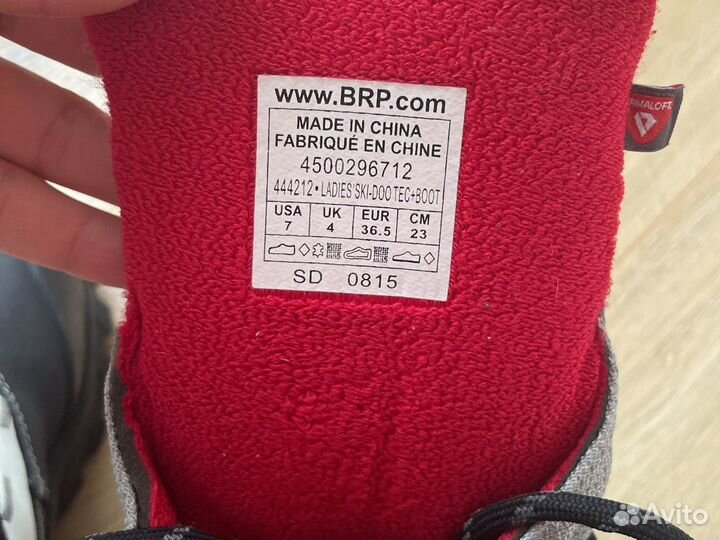 www.BRP.com
MADE IN CHINA
FABRIQUÉ EN CHINE
4500296712
444212•LADIES'SKI-DOO TEC+BOOT
USA UK EUR CM
7 4 36.5 23
SD 0815
PRIMALOFT
Avito